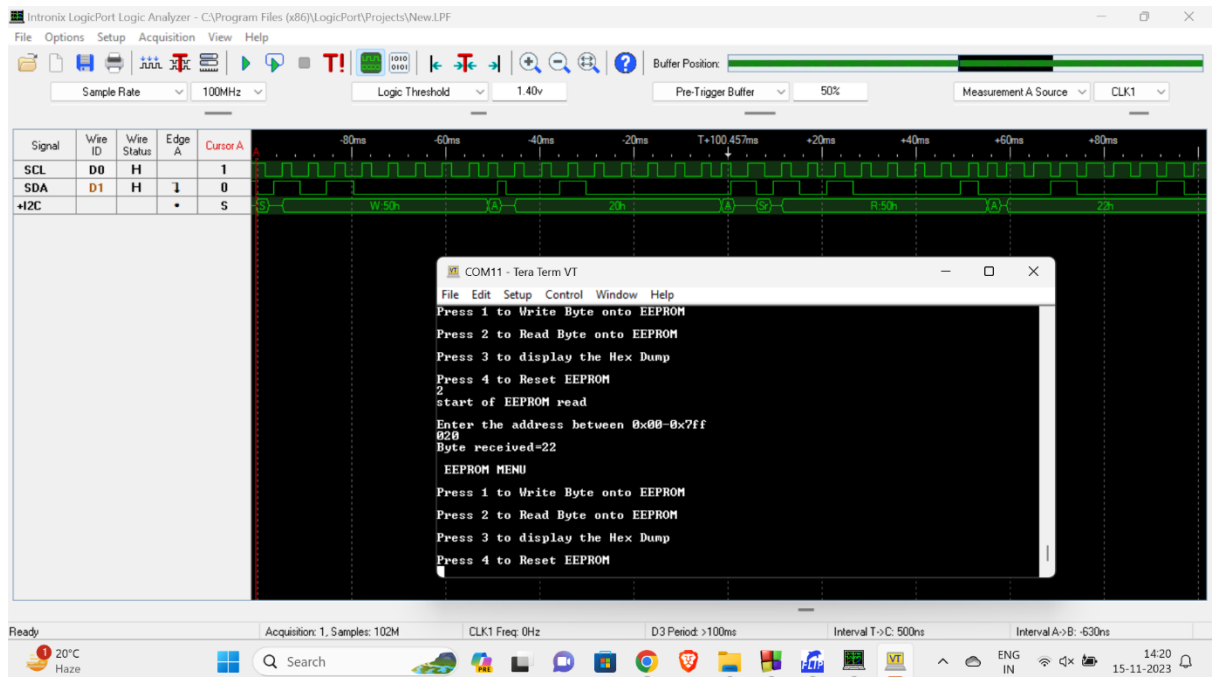 Intronix LogicPort Logic Analyzer - C:\Program Files (x86)\LogicPort\Projects\New.LPF
File Options Setup Acquisition View Help
T! 1010 0101 ? Buffer Position:
Sample Rate 100MHz Logic Threshold 1.40v Pre-Trigger Buffer 50% Measurement A Source CLK1
Signal Wire ID Wire Status Edge A Cursor A -80ms -60ms -40ms -20ms T+100.457ms +20ms +40ms +60ms +80ms
SCL D0 H 1
SDA D1 H 0
+I2C S S W:50h A 20h A Sr R:50h A 22h
COM11 - Tera Term VT
File Edit Setup Control Window Help
Press 1 to Write Byte onto EEPROM
Press 2 to Read Byte onto EEPROM
Press 3 to display the Hex Dump
Press 4 to Reset EEPROM
2
start of EEPROM read
Enter the address between 0x00-0x7ff
020
Byte received=22
EEPROM MENU
Press 1 to Write Byte onto EEPROM
Press 2 to Read Byte onto EEPROM
Press 3 to display the Hex Dump
Press 4 to Reset EEPROM
Ready Acquisition: 1, Samples: 102M CLK1 Freq: 0Hz D3 Period: >100ms Interval T->C: 500ns Interval A->B: -630ns
1 20°C Haze Search PRE FLIP VT ENG IN 14:20 15-11-2023